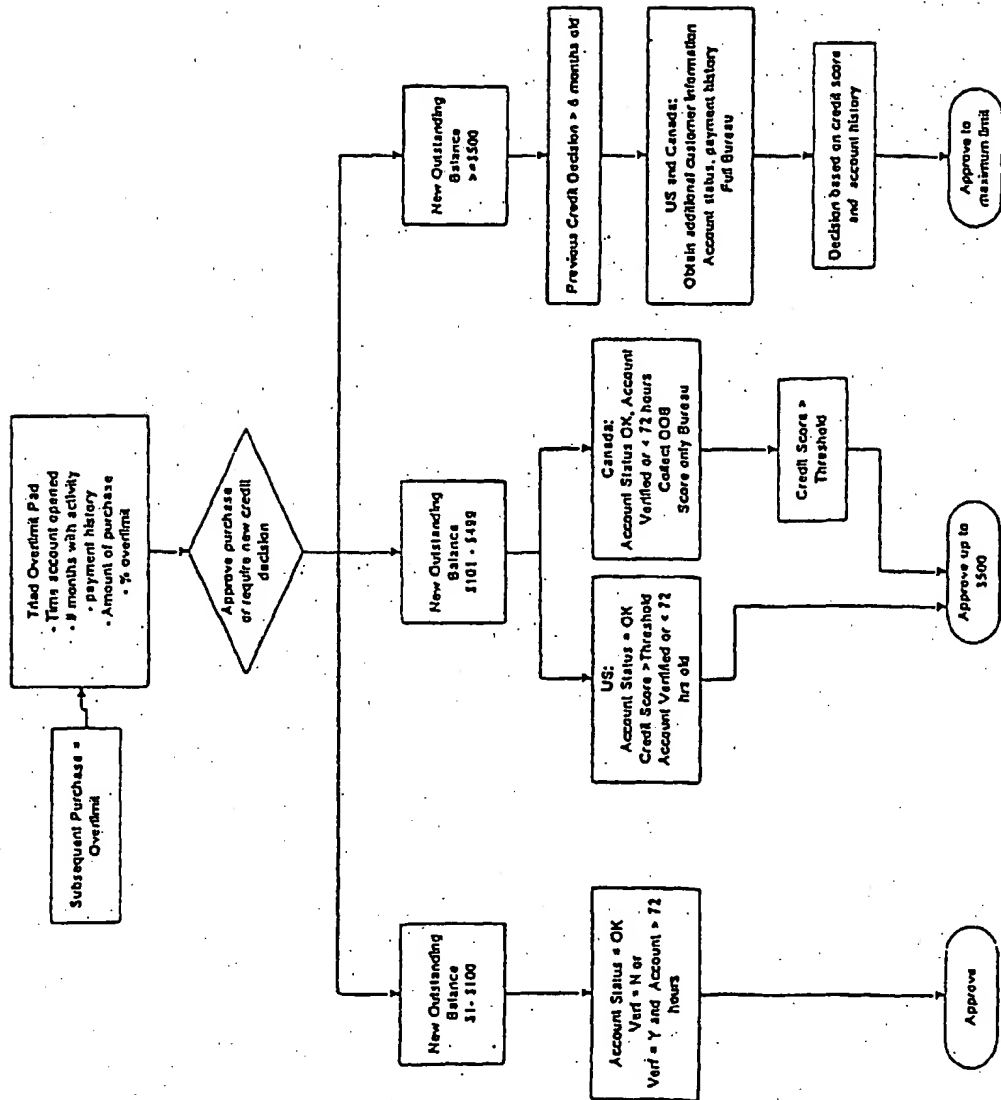 Subsequent Purchase =
Overlimit
Triad Overlimit Pad
• Time account opened
• # months with activity
• payment history
• Amount of purchase
• % overlimit
Approve purchase
or require new credit
decision
New Outstanding
Balance
$1- $100
Account Status = OK
Verf = N or
Verf = Y and Account > 72
hours
Approve
New Outstanding
Balance
$101 - $499
US:
Account Status = OK
Credit Score >Threshold
Account Verified or < 72
hrs old
Canada:
Account Status OK, Account
Verified or < 72 hours
Collect DOB
Score only Bureau
Credit Score >
Threshold
Approve up to
$500
New Outstanding
Balance
>=$500
Previous Credit Decision > 6 months old
US and Canada:
Obtain additional customer information
Account status, payment history
Full Bureau
Decision based on credit score
and account history
Approve to
maximum limit